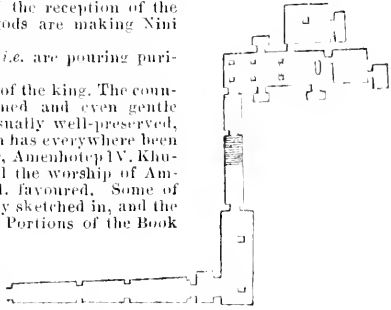 the reception of the
gods are making Nini
i.e. are pouring puri-
of the king. The coun-
ned and even gentle
sually well-preserved,
n has everywhere been
, Amenhotep IV. Khu-
l the worship of Am-
l. favoured. Some of
y sketched in, and the
Portions of the Book